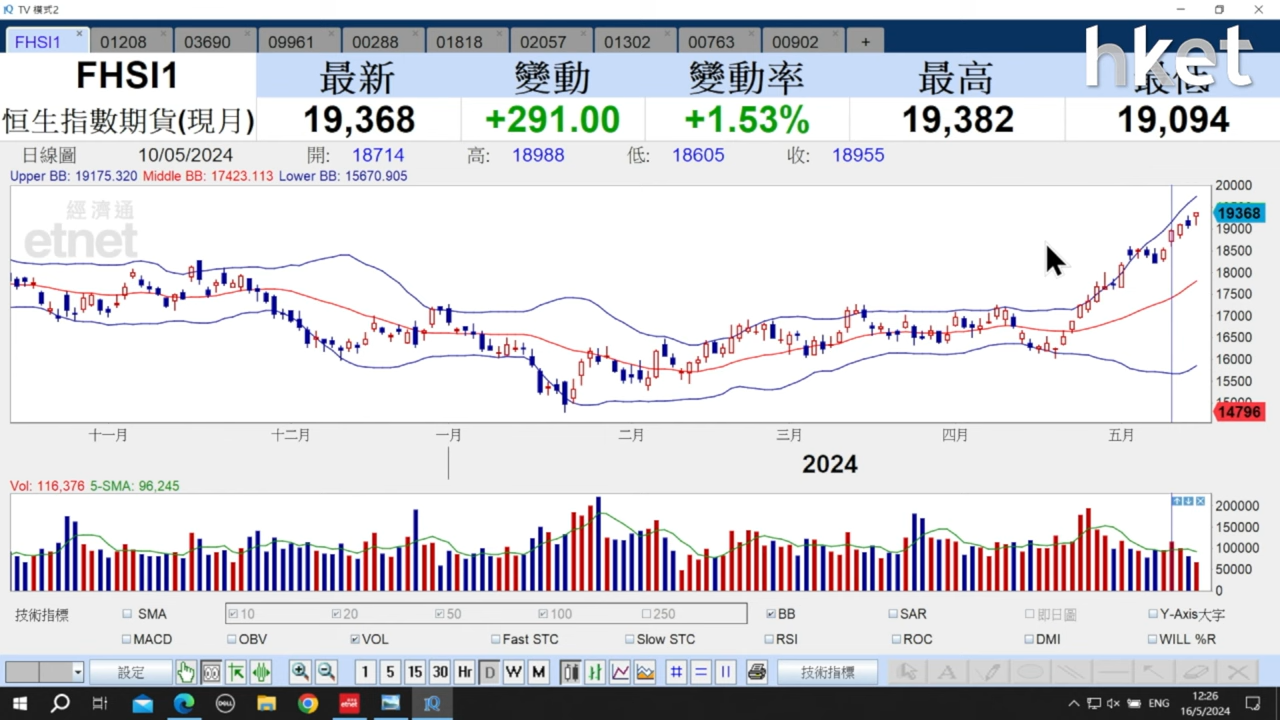 TV 模式2
FHSI1 01208 03690 09961 00288 01818 02057 01302 00763 00902 +
hket
FHSI1 最新 變動 變動率 最高 最低
恒生指數期貨(現月) 19,368 +291.00 +1.53% 19,382 19,094
日線圖 10/05/2024 開: 18714 高: 18988 低: 18605 收: 18955
Upper BB: 19175.320 Middle BB: 17423.113 Lower BB: 15670.905
經濟通
etnet
20000
19368
19000
18500
18000
17500
17000
16500
16000
15500
14796
十一月 十二月 一月 二月 三月 四月 五月
2024
Vol: 116,376 5-SMA: 96,245
200000
150000
100000
50000
0
技術指標 SMA 10 20 50 100 250 BB SAR 即日圖 Y-Axis大字
MACD OBV VOL Fast STC Slow STC RSI ROC DMI WILL %R
設定 1 5 15 30 Hr D W M 技術指標 A
DELL etnet IQ ENG 12:26
16/5/2024